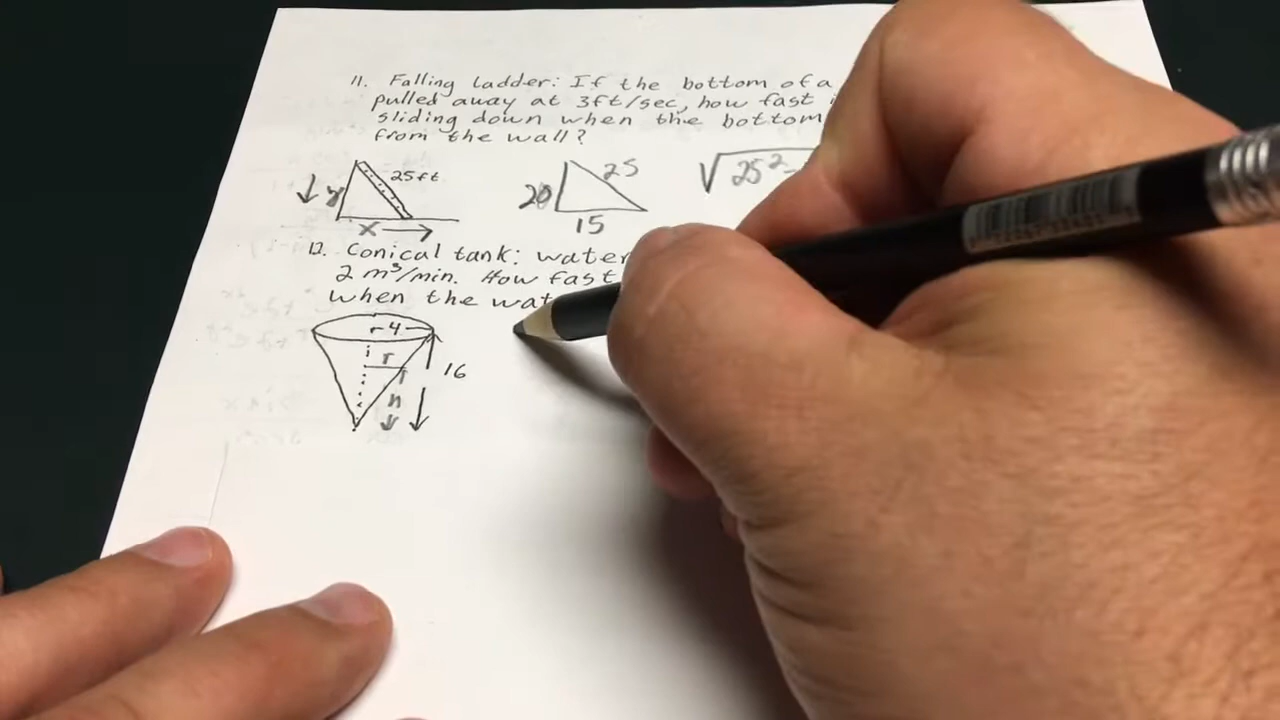 11. Falling ladder: If the bottom of a
pulled away at 3ft/sec, how fast
sliding down when the bottom
from the wall?
25ft
y
x
25
20
15
√25²-
12. Conical tank: water
2 m³/min. How fast
when the wat
r 4
r
16
h